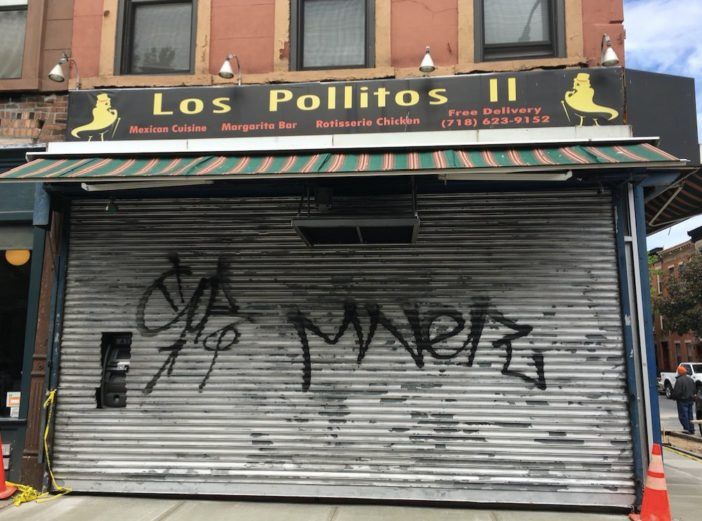 Los Pollitos II
Mexican Cuisine Margarita Bar Rotisserie Chicken Free Delivery
(718) 623-9152